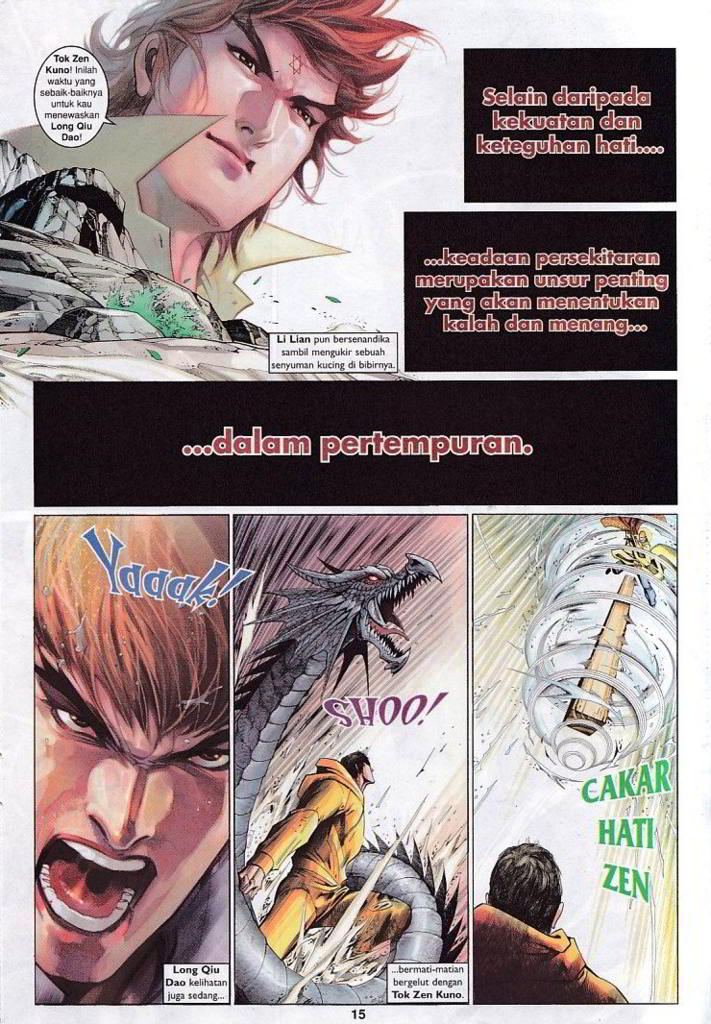 Tok Zen
Kuno! Inilah
waktu yang
sebaik-baiknya
untuk kau
menewaskan
Long Qiu
Dao!
Selain daripada
kekuatan dan
keteguhan hati....
...keadaan persekitaran
merupakan unsur penting
yang akan menentukan
kalah dan menang...
Li Lian pun bersenandika
sambil mengukir sebuah
senyuman kucing di bibirnya.
...dalam pertempuran.
Yaaak!
Long Qiu
Dao kelihatan
juga sedang...
SHOO!
...bermati-matian
bergelut dengan
Tok Zen Kuno.
CAKAR
HATI
ZEN
15